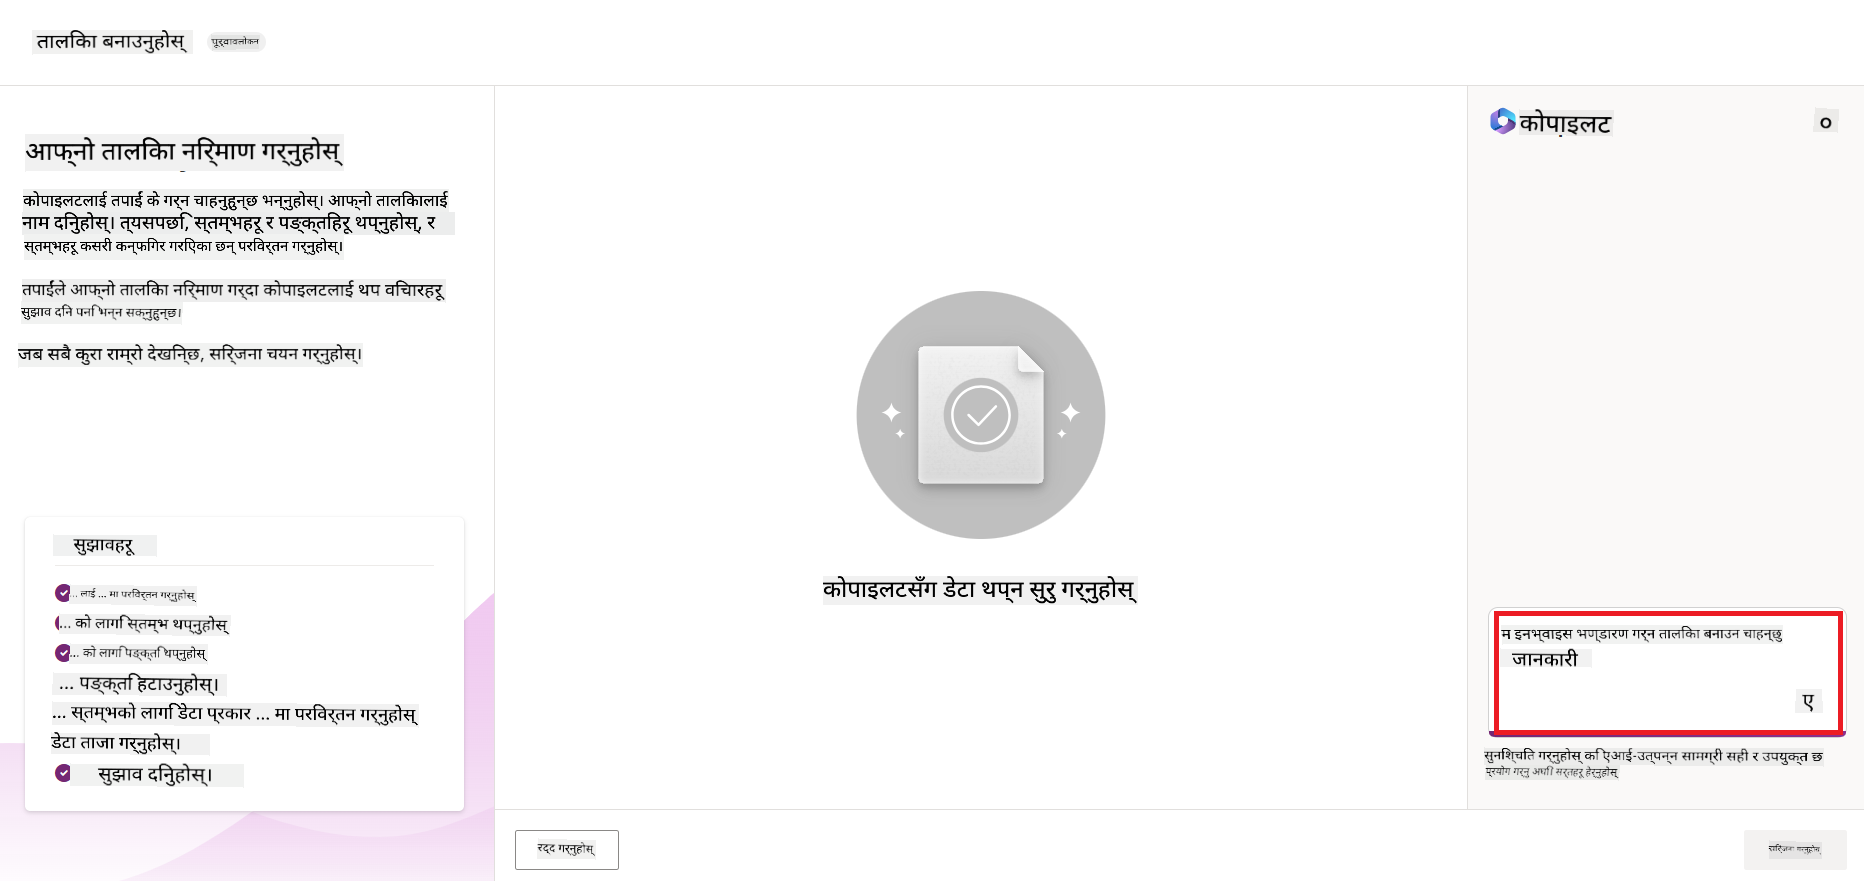 तालिका बनाउनुहोस्
पूर्वावलोकन
आफ्नो तालिका निर्माण गर्नुहोस्
कोपाइलटलाई तपाईं के गर्न चाहनुहुन्छ भन्नुहोस्। आफ्नो तालिकालाई
नाम दिनुहोस्। त्यसपछि, स्तम्भहरू र पङ्क्तिहरू थप्नुहोस्, र
स्तम्भहरू कसरी कन्फिगर गरिएका छन् परिवर्तन गर्नुहोस्।
तपाईंले आफ्नो तालिका निर्माण गर्दा कोपाइलटलाई थप विचारहरू
सुझाव दिन पनि भन्न सक्नुहुन्छ।
जब सबै कुरा राम्रो देखिन्छ, सिर्जना चयन गर्नुहोस्।
सुझावहरू
... लाई ... मा परिवर्तन गर्नुहोस्
... को लागि स्तम्भ थप्नुहोस्
... को लागि पङ्क्ति थप्नुहोस्
... पङ्क्ति हटाउनुहोस्।
... स्तम्भको लागि डेटा प्रकार ... मा परिवर्तन गर्नुहोस्
डेटा ताजा गर्नुहोस्।
सुझाव दिनुहोस्।
कोपाइलटसँग डेटा थप्न सुरु गर्नुहोस्
कोपाइलट
०
म इनभ्वाइस भण्डारण गर्न तालिका बनाउन चाहन्छु
जानकारी
ए
सुनिश्चित गर्नुहोस् कि एआई-उत्पन्न सामग्री सही र उपयुक्त छ
प्रयोग गर्नु अघि। सर्तहरू हेर्नुहोस्
रद्द गर्नुहोस्
सिर्जना गर्नुहोस्